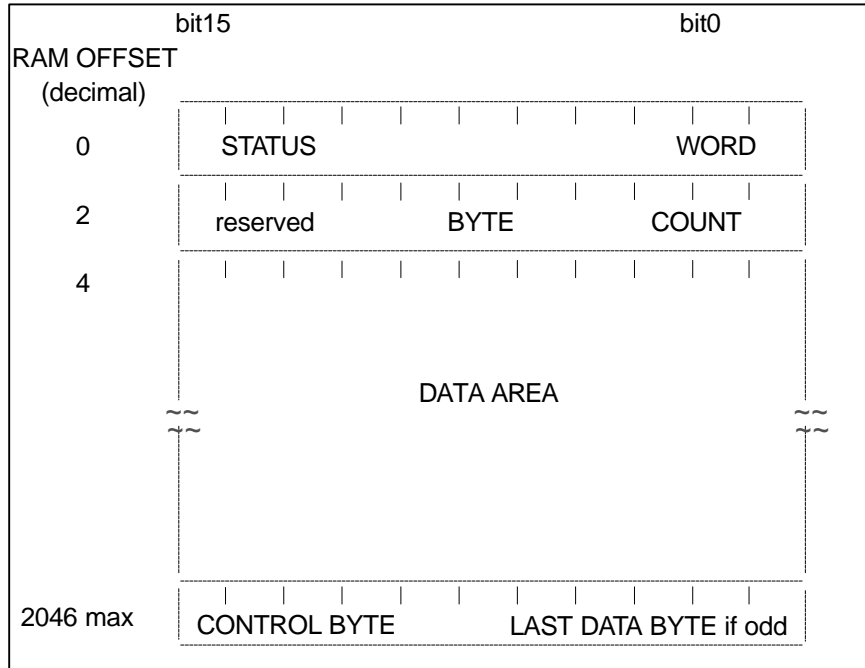 bit15 bit0
RAM OFFSET
(decimal)
0 STATUS WORD
2 reserved BYTE COUNT
4
DATA AREA
2046 max CONTROL BYTE LAST DATA BYTE if odd